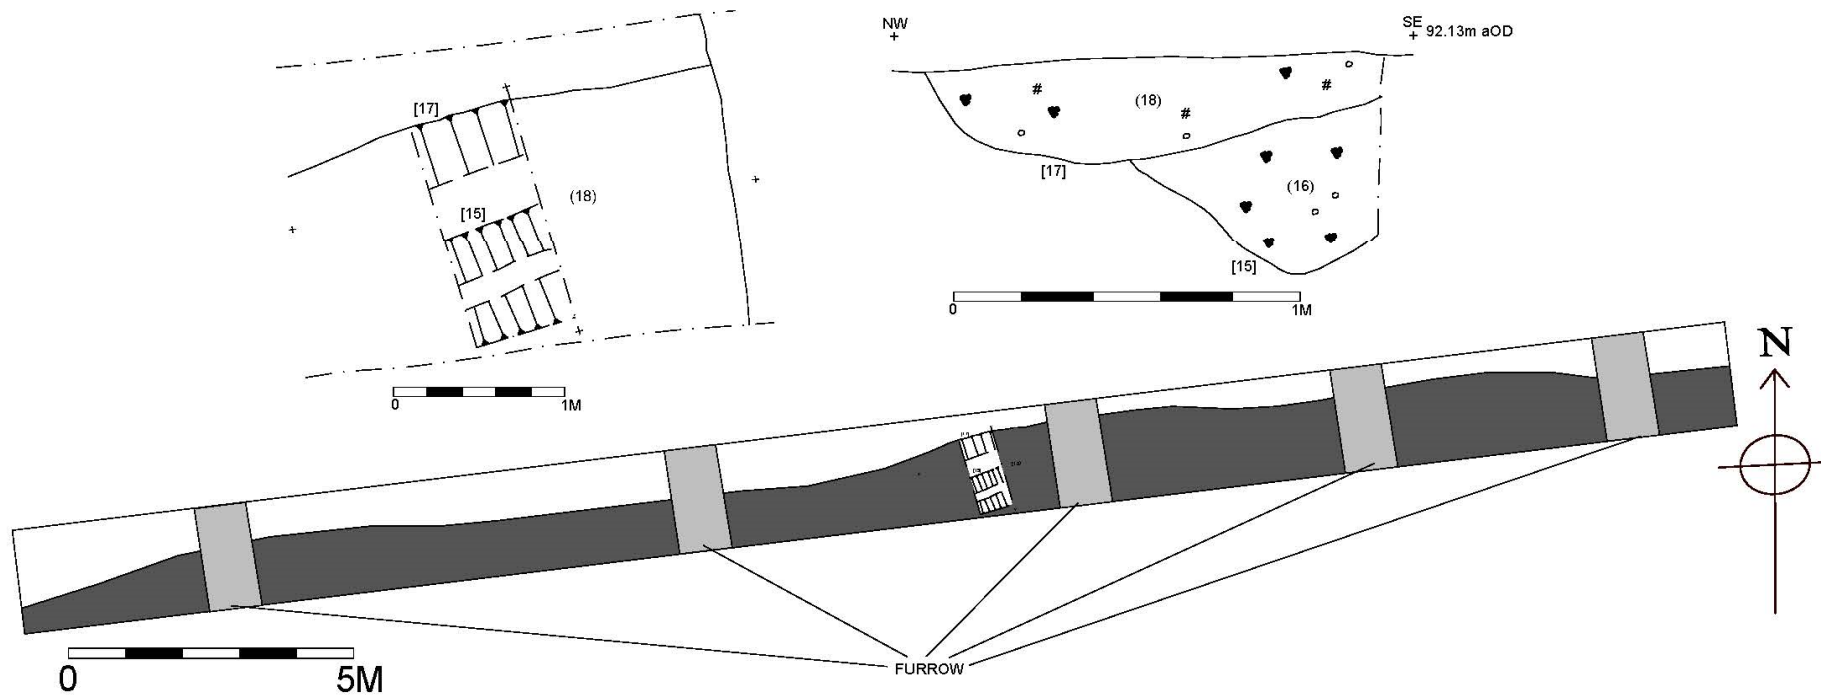 NW
SE
92.13m aOD
[17]
[15]
(18)
0
1M
(18)
[17]
(16)
[15]
0
1M
N
FURROW
0
5M